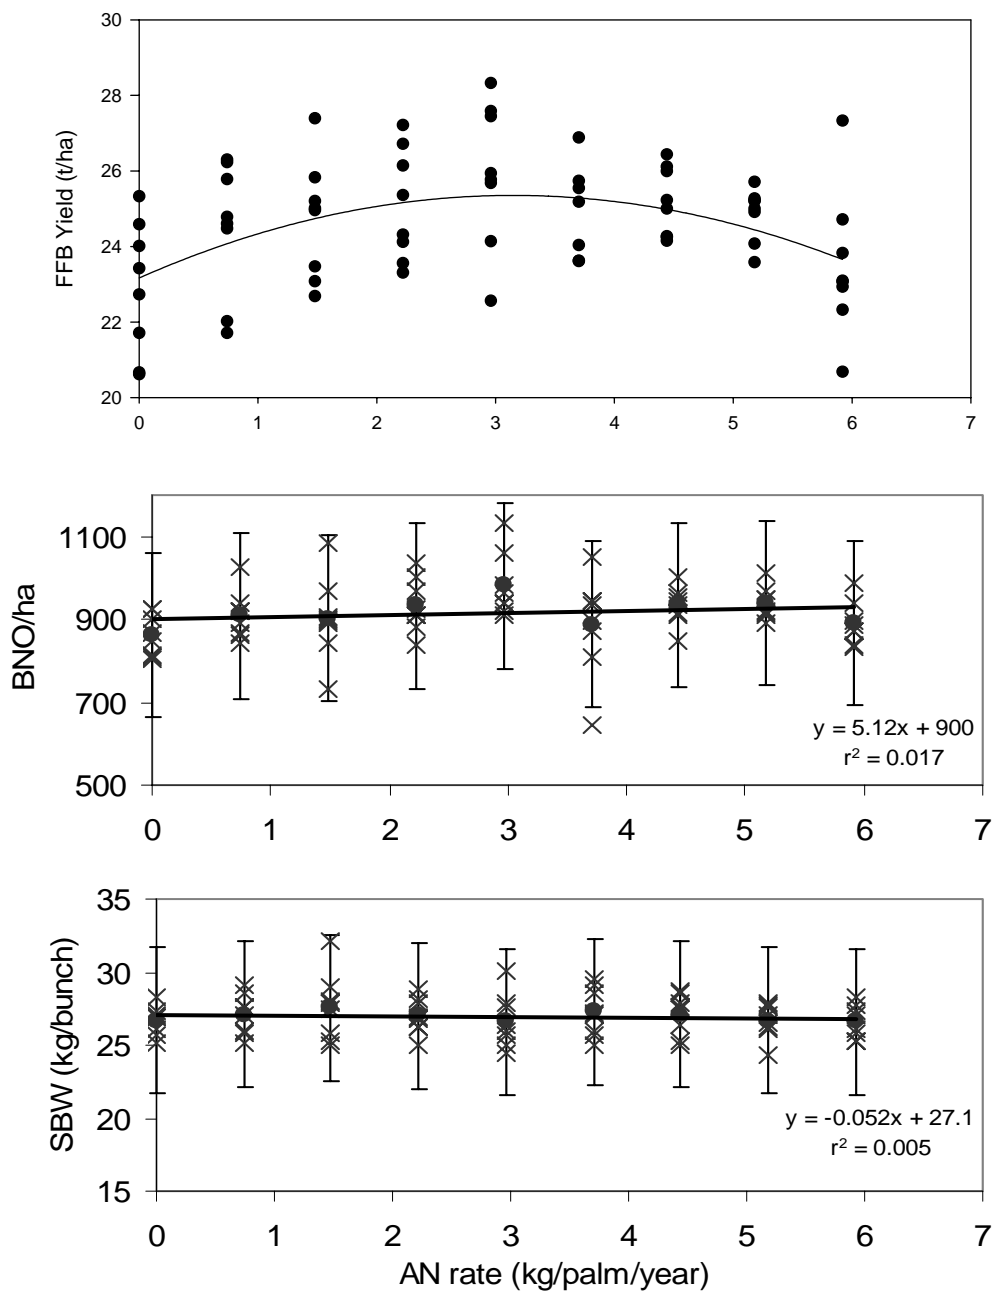 30
28
26
24
22
20
FFB Yield (t/ha)
0 1 2 3 4 5 6 7
1100
900
700
500
BNO/ha
y = 5.12x + 900
r² = 0.017
0 1 2 3 4 5 6 7
35
30
25
20
15
SBW (kg/bunch)
y = -0.052x + 27.1
r² = 0.005
0 1 2 3 4 5 6 7
AN rate (kg/palm/year)